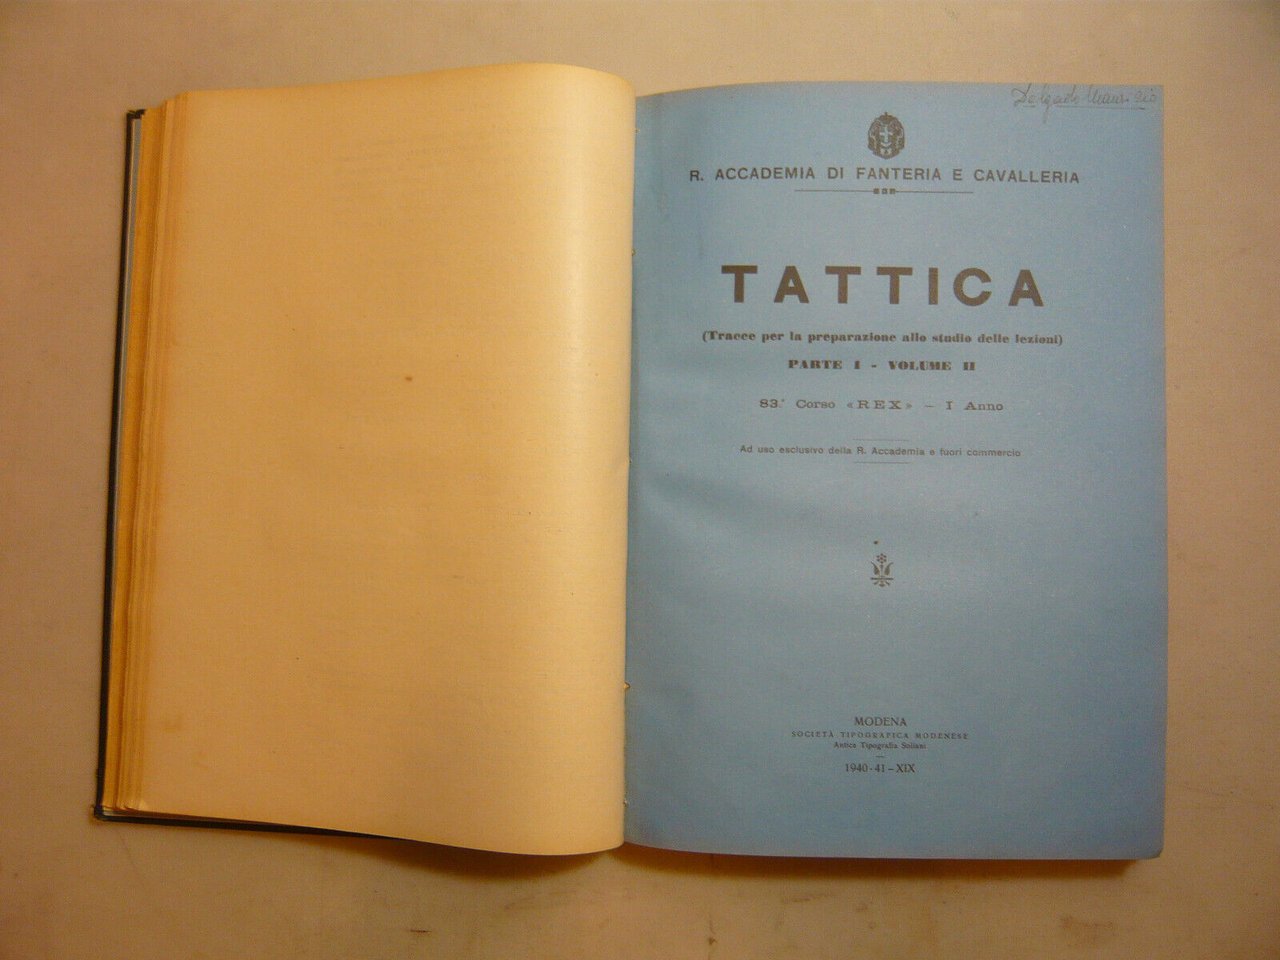 R. ACCADEMIA DI FANTERIA E CAVALLERIA
TATTICA
(Tracce per la preparazione allo studio delle lezioni)
PARTE I - VOLUME II
83.° Corso «REX» - I Anno
Ad uso esclusivo della R. Accademia e fuori commercio
MODENA
SOCIETÀ TIPOGRAFICA MODENESE
Antica Tipografia Soliani
1940-41-XIX